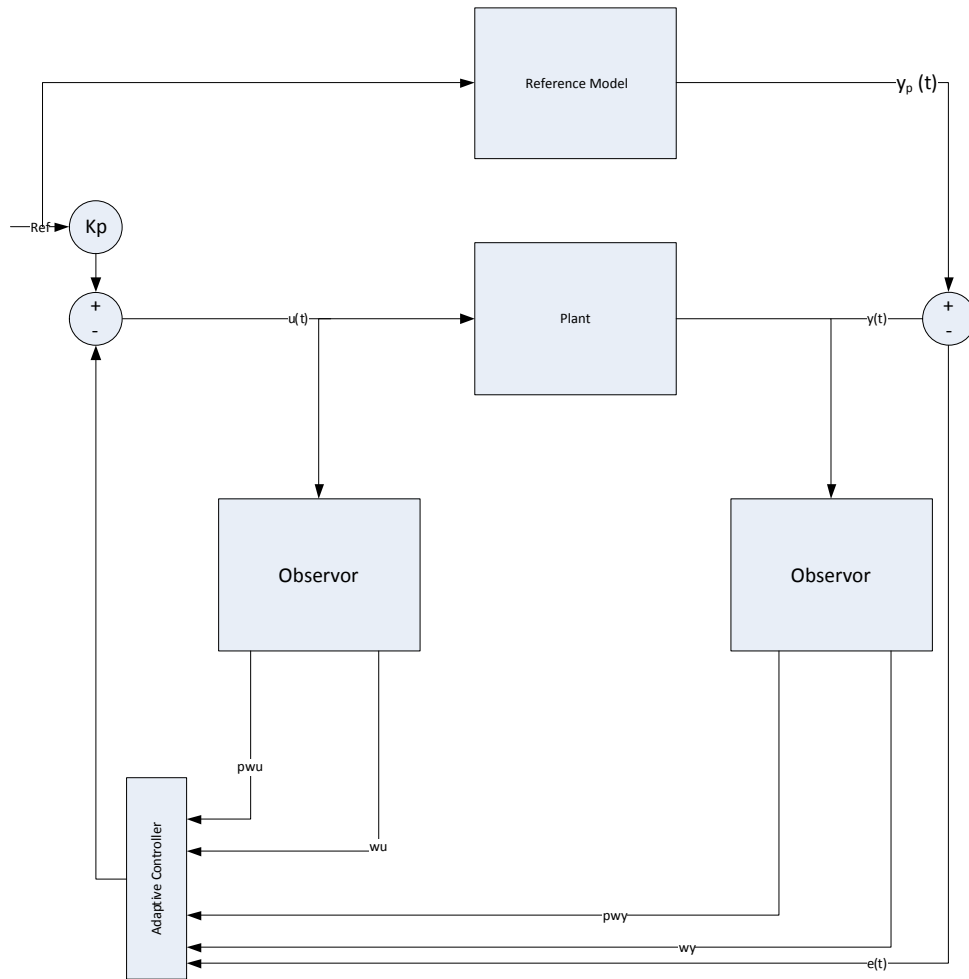 Reference Model
yₚ (t)
Ref
Kp
+
-
u(t)
Plant
y(t)
+
-
Observor
Observor
pwu
wu
Adaptive Controller
pwy
wy
e(t)